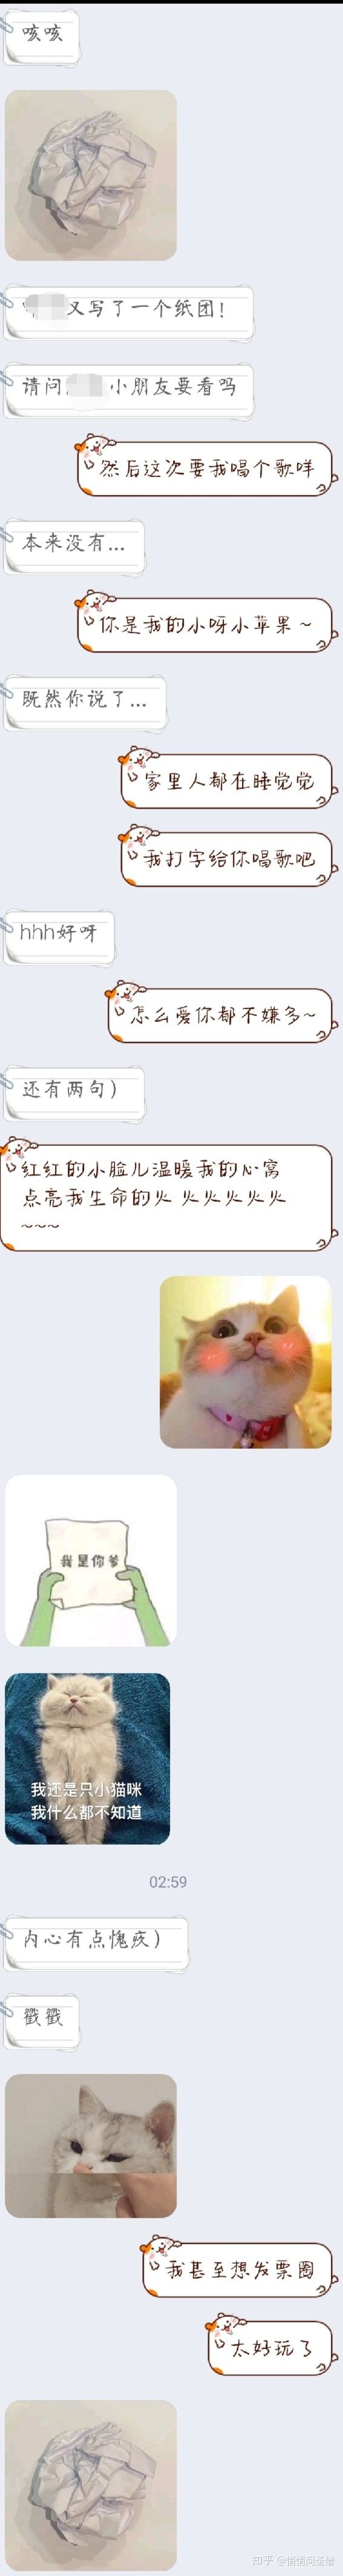 咳咳
又写了一个纸团!
请问
小朋友要看吗
然后这次要我唱个歌咩
本来没有...
你是我的小呀小苹果~
既然你说了...
家里人都在睡觉觉
我打字给你唱歌吧
hhh好呀
怎么爱你都不嫌多~
还有两句)
红红的小脸儿温暖我的心窝
点亮我生命的火 火火火火火
~~~
我是你爹
我还是只小猫咪
我什么都不知道
02:59
内心有点愧疚)
戳戳
我甚至想发票圈
太好玩了
知乎